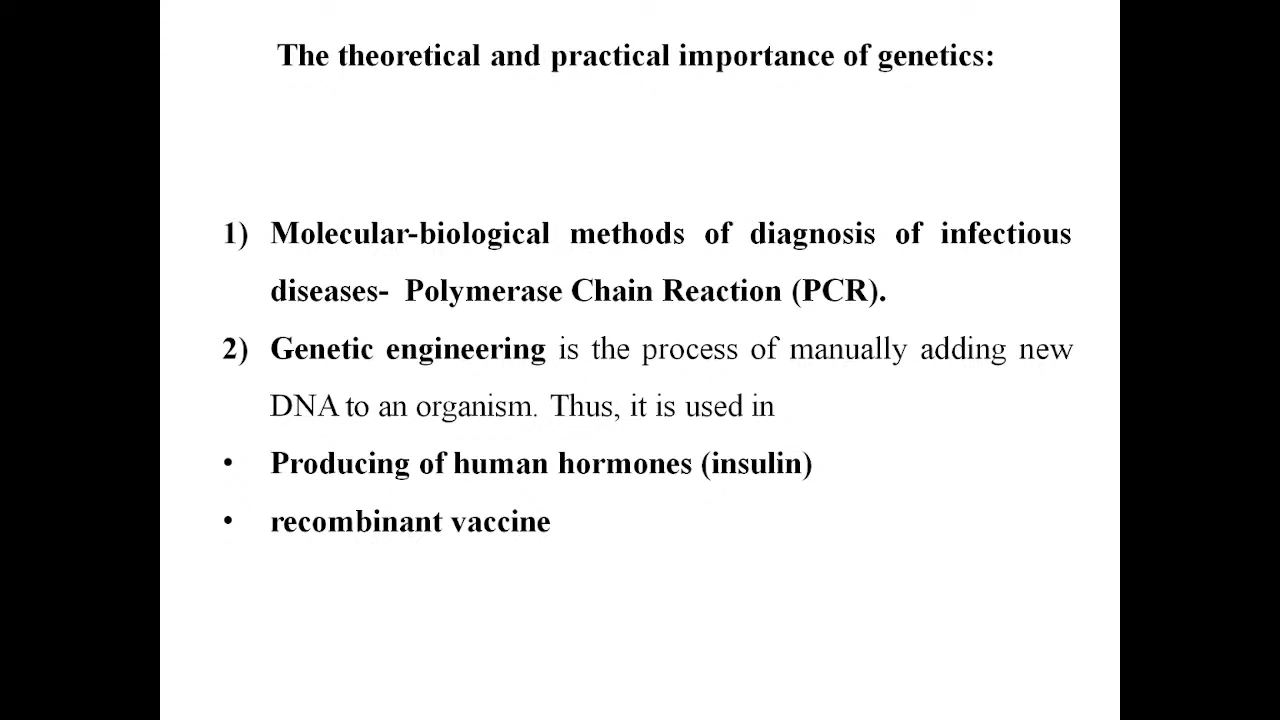 The theoretical and practical importance of genetics:
1) Molecular-biological methods of diagnosis of infectious
diseases- Polymerase Chain Reaction (PCR).
2) Genetic engineering is the process of manually adding new
DNA to an organism. Thus, it is used in
• Producing of human hormones (insulin)
• recombinant vaccine